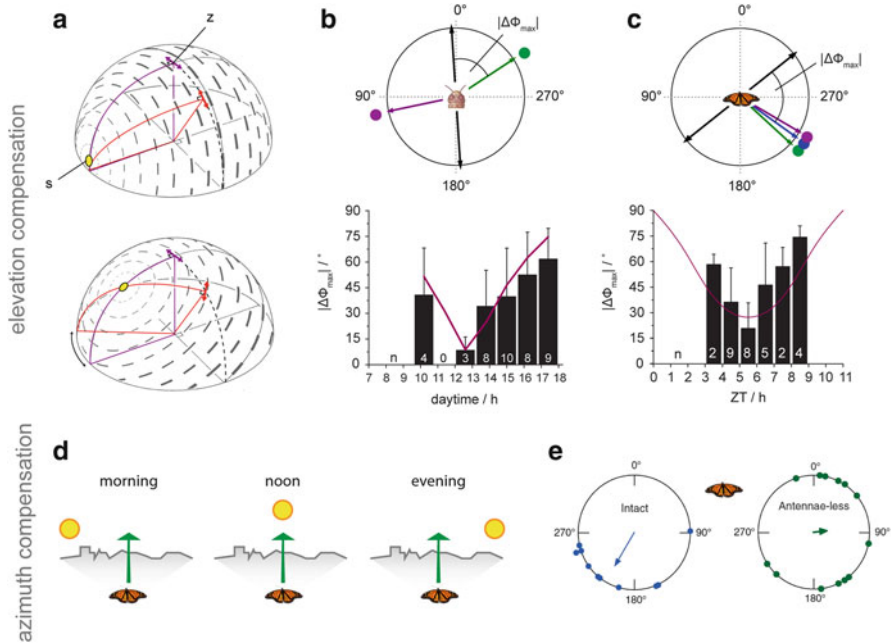 elevation compensation
azimuth compensation
a
z
s
b
0°
|ΔΦmax|
90°
270°
180°
90
75
60
45
30
15
0
|ΔΦmax| / °
n
4
0
3
8
10
8
9
7 8 9 10 11 12 13 14 15 16 17 18
daytime / h
c
0°
|ΔΦmax|
90°
270°
180°
90
75
60
45
30
15
0
|ΔΦmax| / °
n
2
9
8
5
2
4
0 1 2 3 4 5 6 7 8 9 10 11
ZT / h
d
morning
noon
evening
e
0°
Intact
270°
90°
180°
0°
Antennae-less
270°
90°
180°